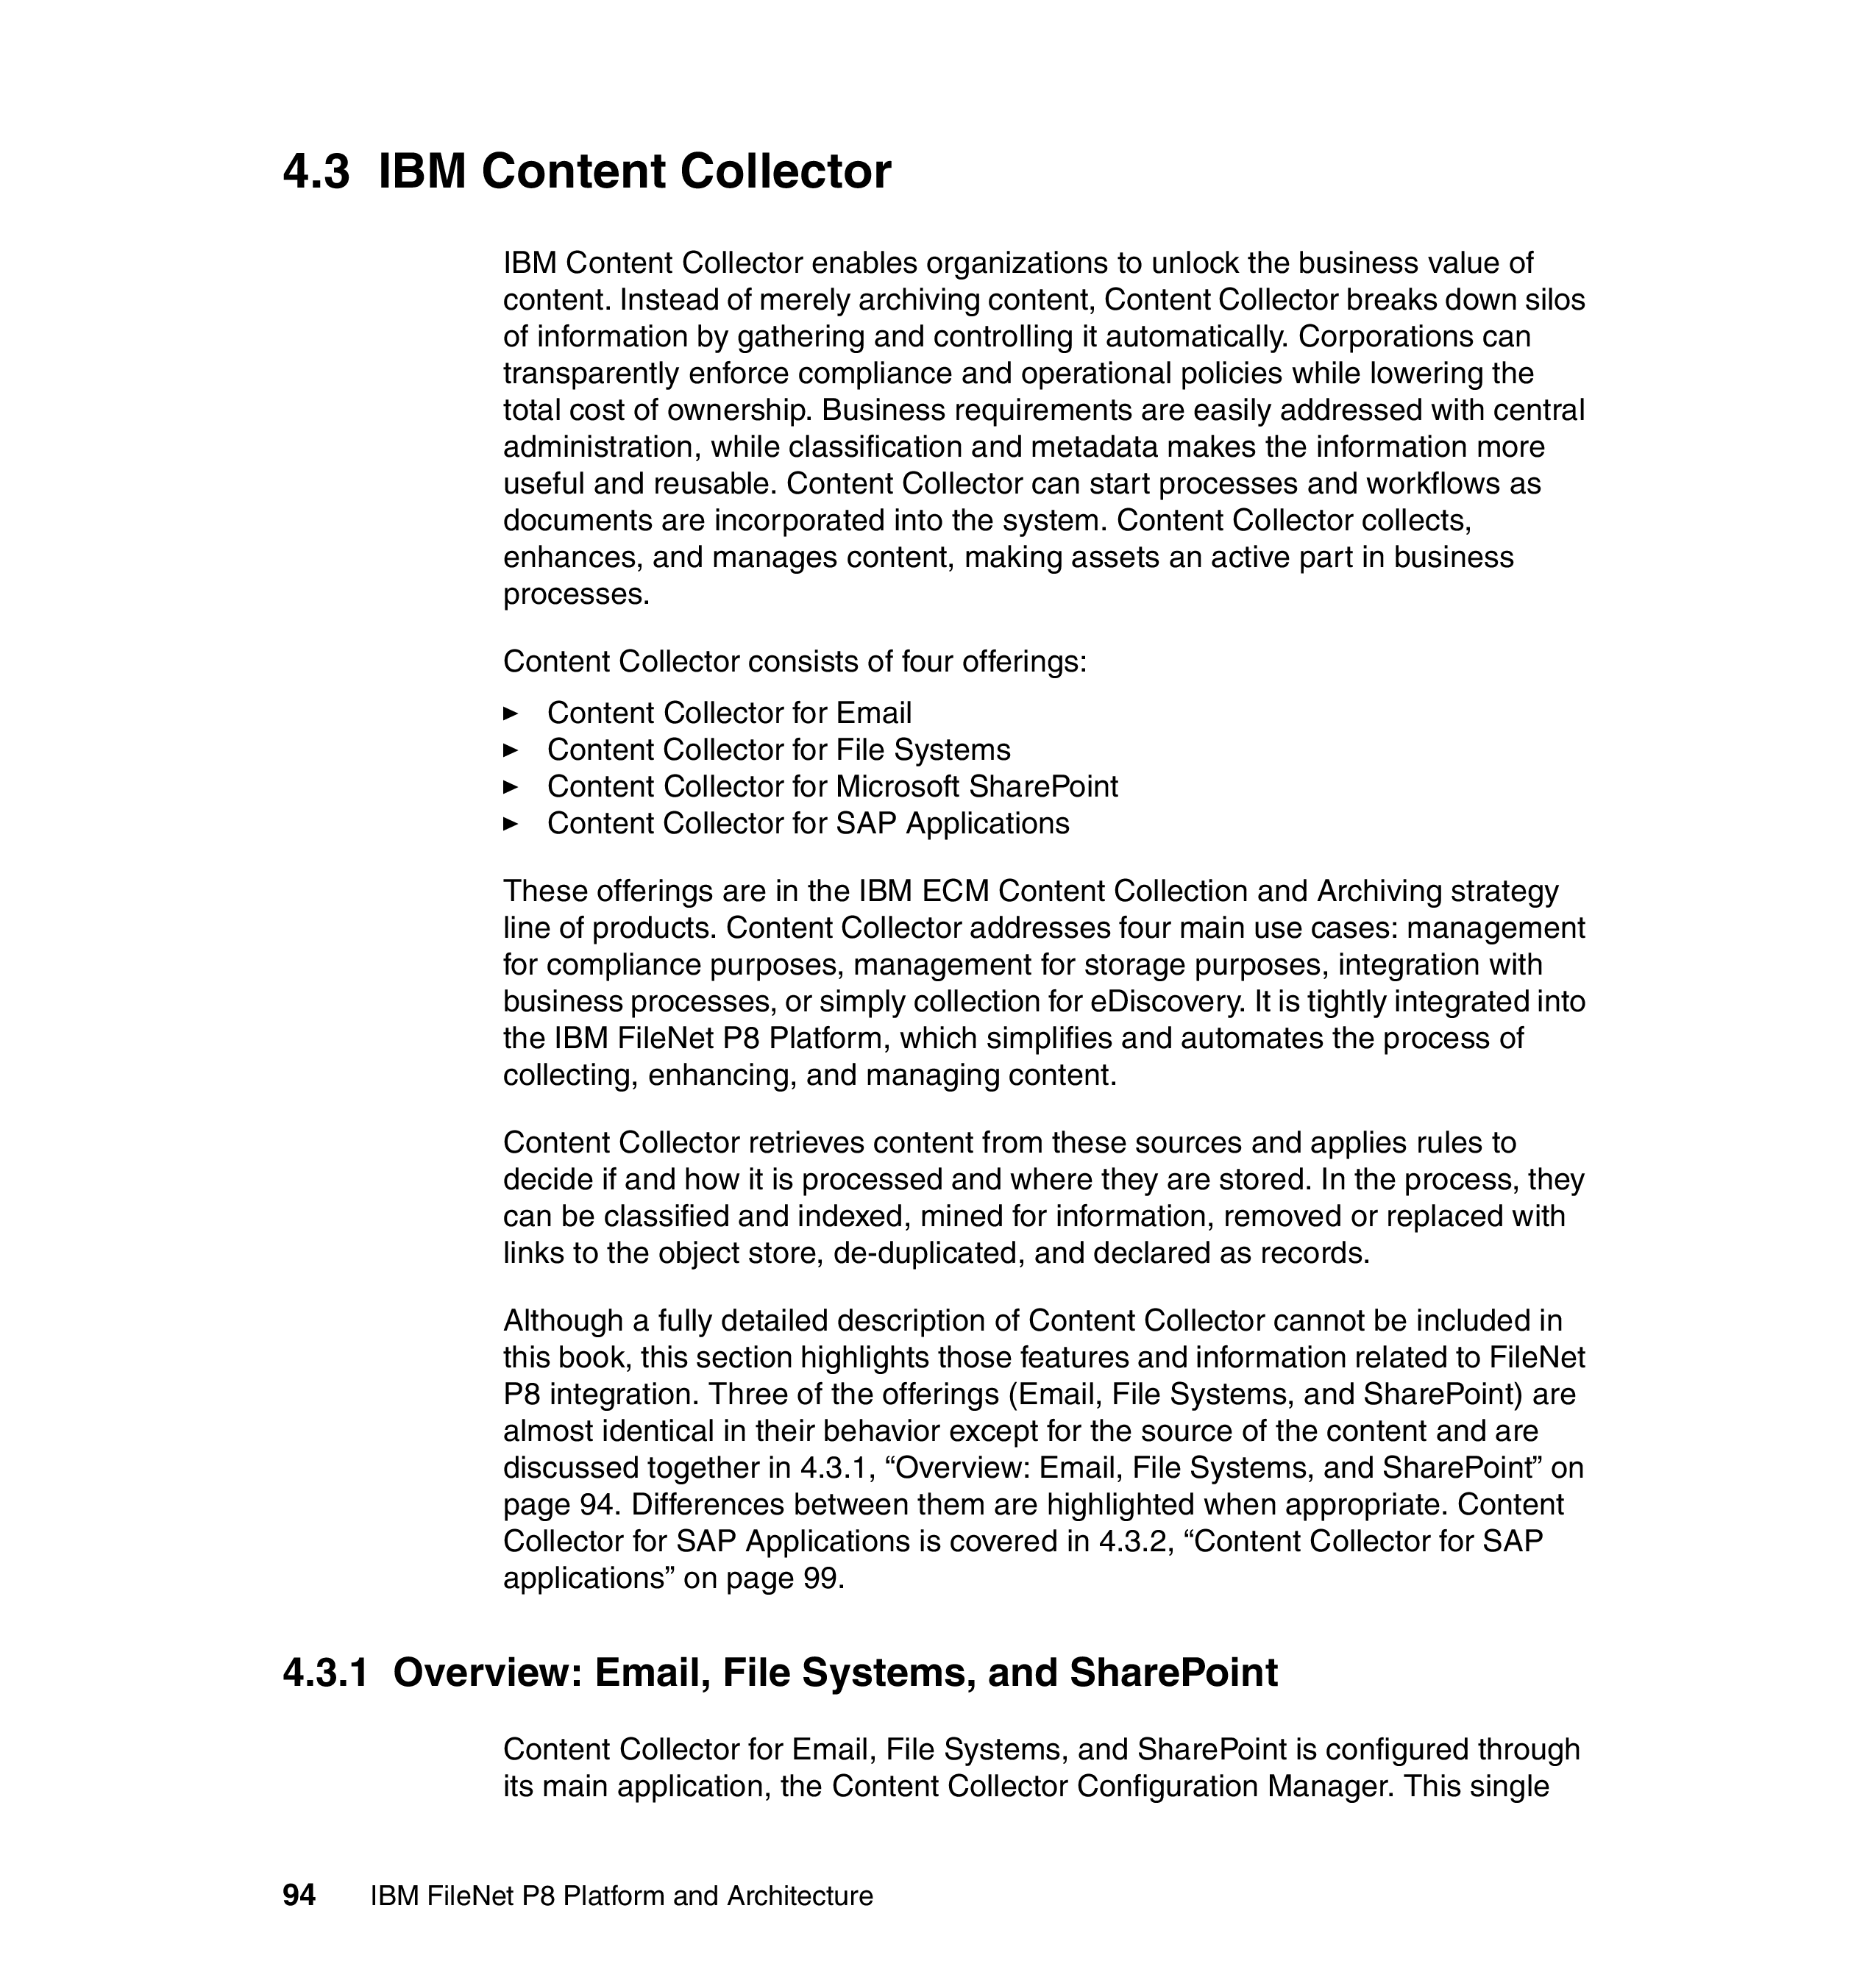 4.3 IBM Content Collector
IBM Content Collector enables organizations to unlock the business value of
content. Instead of merely archiving content, Content Collector breaks down silos
of information by gathering and controlling it automatically. Corporations can
transparently enforce compliance and operational policies while lowering the
total cost of ownership. Business requirements are easily addressed with central
administration, while classification and metadata makes the information more
useful and reusable. Content Collector can start processes and workflows as
documents are incorporated into the system. Content Collector collects,
enhances, and manages content, making assets an active part in business
processes.
Content Collector consists of four offerings:
► Content Collector for Email
► Content Collector for File Systems
► Content Collector for Microsoft SharePoint
► Content Collector for SAP Applications
These offerings are in the IBM ECM Content Collection and Archiving strategy
line of products. Content Collector addresses four main use cases: management
for compliance purposes, management for storage purposes, integration with
business processes, or simply collection for eDiscovery. It is tightly integrated into
the IBM FileNet P8 Platform, which simplifies and automates the process of
collecting, enhancing, and managing content.
Content Collector retrieves content from these sources and applies rules to
decide if and how it is processed and where they are stored. In the process, they
can be classified and indexed, mined for information, removed or replaced with
links to the object store, de-duplicated, and declared as records.
Although a fully detailed description of Content Collector cannot be included in
this book, this section highlights those features and information related to FileNet
P8 integration. Three of the offerings (Email, File Systems, and SharePoint) are
almost identical in their behavior except for the source of the content and are
discussed together in 4.3.1, “Overview: Email, File Systems, and SharePoint” on
page 94. Differences between them are highlighted when appropriate. Content
Collector for SAP Applications is covered in 4.3.2, “Content Collector for SAP
applications” on page 99.
4.3.1 Overview: Email, File Systems, and SharePoint
Content Collector for Email, File Systems, and SharePoint is configured through
its main application, the Content Collector Configuration Manager. This single
94 IBM FileNet P8 Platform and Architecture